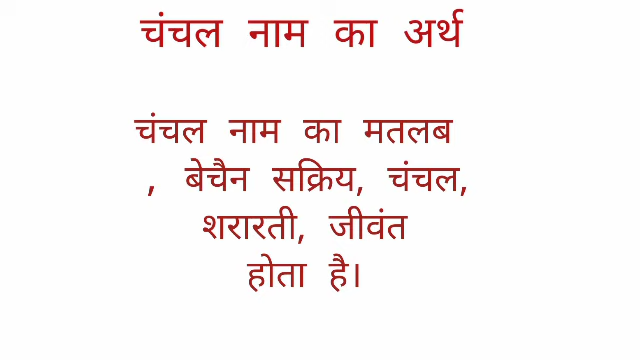 चंचल नाम का अर्थ
चंचल नाम का मतलब
, बेचैन सक्रिय, चंचल,
शरारती, जीवंत
होता है।